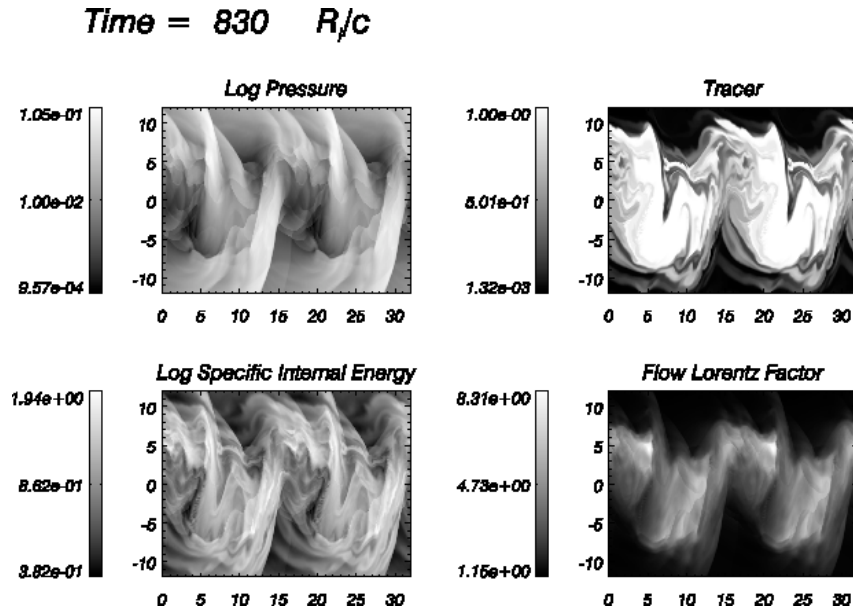 Time = 830 Rj/c
Log Pressure
1.05e-01
1.00e-02
9.57e-04
10
5
0
-5
-10
0 5 10 15 20 25 30
Tracer
1.00e-00
5.01e-01
1.32e-03
10
5
0
-5
-10
0 5 10 15 20 25 30
Log Specific Internal Energy
1.94e+00
8.62e-01
3.82e-01
10
5
0
-5
-10
0 5 10 15 20 25 30
Flow Lorentz Factor
8.31e+00
4.73e+00
1.15e+00
10
5
0
-5
-10
0 5 10 15 20 25 30